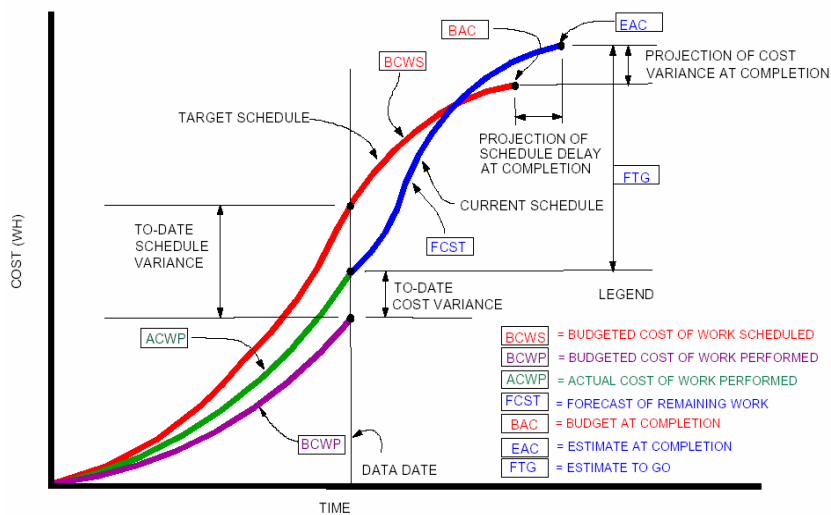 EAC
BAC
PROJECTION OF COST
VARIANCE AT COMPLETION
BCWS
TARGET SCHEDULE
PROJECTION OF
SCHEDULE DELAY
AT COMPLETION
FTG
CURRENT SCHEDULE
TO-DATE
SCHEDULE
VARIANCE
FCST
COST (WH)
TO-DATE
COST VARIANCE
LEGEND
ACWP
BCWS = BUDGETED COST OF WORK SCHEDULED
BCWP = BUDGETED COST OF WORK PERFORMED
ACWP = ACTUAL COST OF WORK PERFORMED
FCST = FORECAST OF REMAINING WORK
BAC = BUDGET AT COMPLETION
EAC = ESTIMATE AT COMPLETION
FTG = ESTIMATE TO GO
BCWP
DATA DATE
TIME